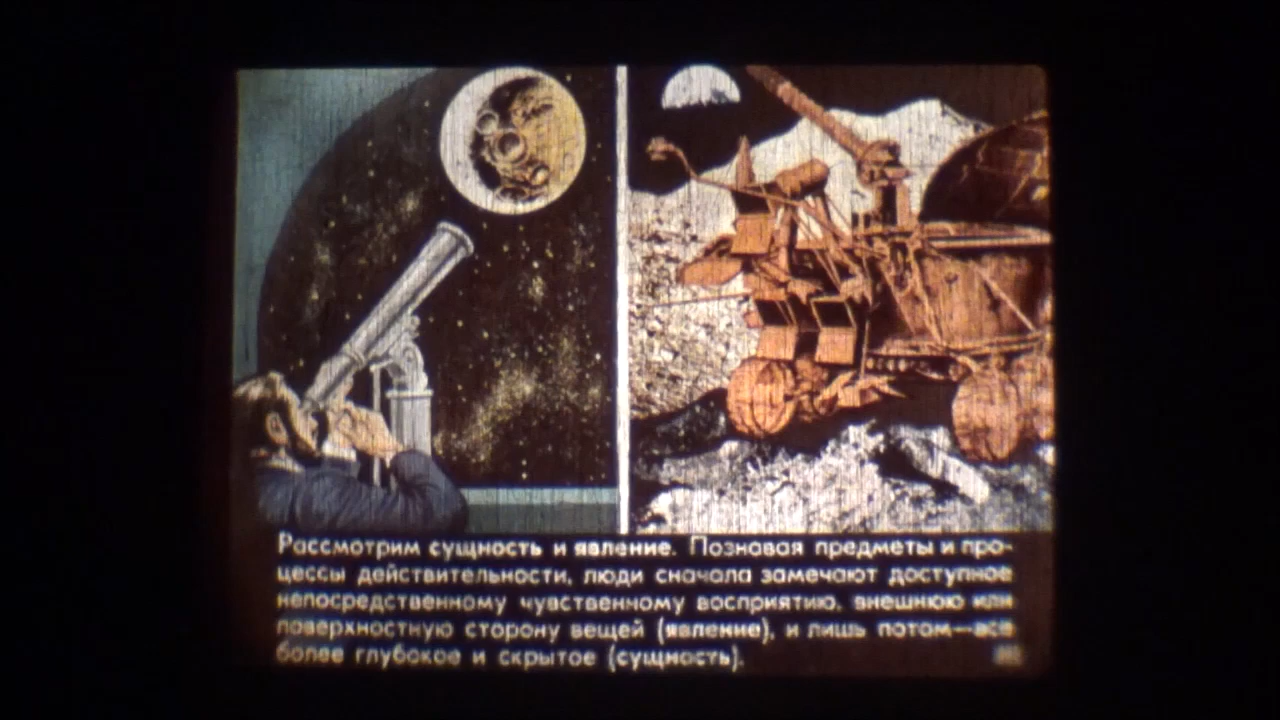 Рассмотрим сущность и явление. Познавая предметы и про-
цессы действительности, люди сначала замечают доступное
непосредственному чувственному восприятию, внешнюю или
поверхностную сторону вещей (явление), и лишь потом—все
более глубокое и скрытое (сущность).